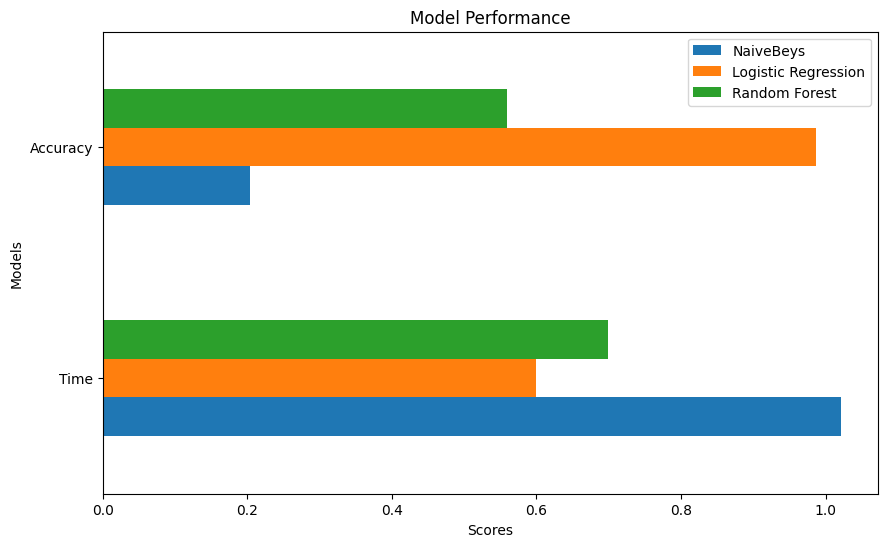 Model Performance
NaiveBeys
Logistic Regression
Random Forest
Accuracy
Models
Time
0.0 0.2 0.4 0.6 0.8 1.0
Scores